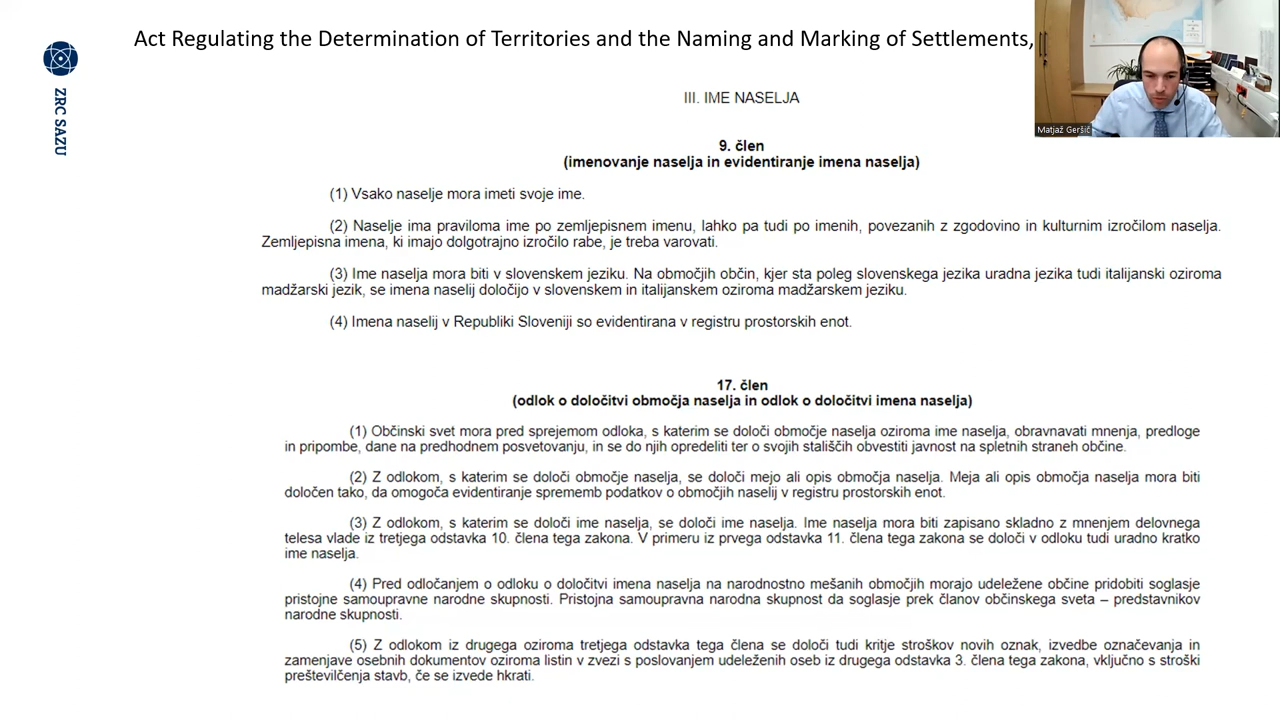 Act Regulating the Determination of Territories and the Naming and Marking of Settlements,
ZRC SAZU
Matjaž Geršič
III. IME NASELJA
9. člen
(imenovanje naselja in evidentiranje imena naselja)
(1) Vsako naselje mora imeti svoje ime.
(2) Naselje ima praviloma ime po zemljepisnem imenu, lahko pa tudi po imenih, povezanih z zgodovino in kulturnim izročilom naselja.
Zemljepisna imena, ki imajo dolgotrajno izročilo rabe, je treba varovati.
(3) Ime naselja mora biti v slovenskem jeziku. Na območjih občin, kjer sta poleg slovenskega jezika uradna jezika tudi italijanski oziroma
madžarski jezik, se imena naselij določijo v slovenskem in italijanskem oziroma madžarskem jeziku.
(4) Imena naselij v Republiki Sloveniji so evidentirana v registru prostorskih enot.
17. člen
(odlok o določitvi območja naselja in odlok o določitvi imena naselja)
(1) Občinski svet mora pred sprejemom odloka, s katerim se določi območje naselja oziroma ime naselja, obravnavati mnenja, predloge
in pripombe, dane na predhodnem posvetovanju, in se do njih opredeliti ter o svojih stališčih obvestiti javnost na spletnih straneh občine.
(2) Z odlokom, s katerim se določi območje naselja, se določi mejo ali opis območja naselja. Meja ali opis območja naselja mora biti
določen tako, da omogoča evidentiranje sprememb podatkov o območjih naselij v registru prostorskih enot.
(3) Z odlokom, s katerim se določi ime naselja, se določi ime naselja. Ime naselja mora biti zapisano skladno z mnenjem delovnega
telesa vlade iz tretjega odstavka 10. člena tega zakona. V primeru iz prvega odstavka 11. člena tega zakona se določi v odloku tudi uradno kratko
ime naselja.
(4) Pred odločanjem o odloku o določitvi imena naselja na narodnostno mešanih območjih morajo udeležene občine pridobiti soglasje
pristojne samoupravne narodne skupnosti. Pristojna samoupravna narodna skupnost da soglasje prek članov občinskega sveta – predstavnikov
narodne skupnosti.
(5) Z odlokom iz drugega oziroma tretjega odstavka tega člena se določi tudi kritje stroškov novih oznak, izvedbe označevanja in
zamenjave osebnih dokumentov oziroma listin v zvezi s poslovanjem udeleženih oseb iz drugega odstavka 3. člena tega zakona, vključno s stroški
preštevilčenja stavb, če se izvede hkrati.